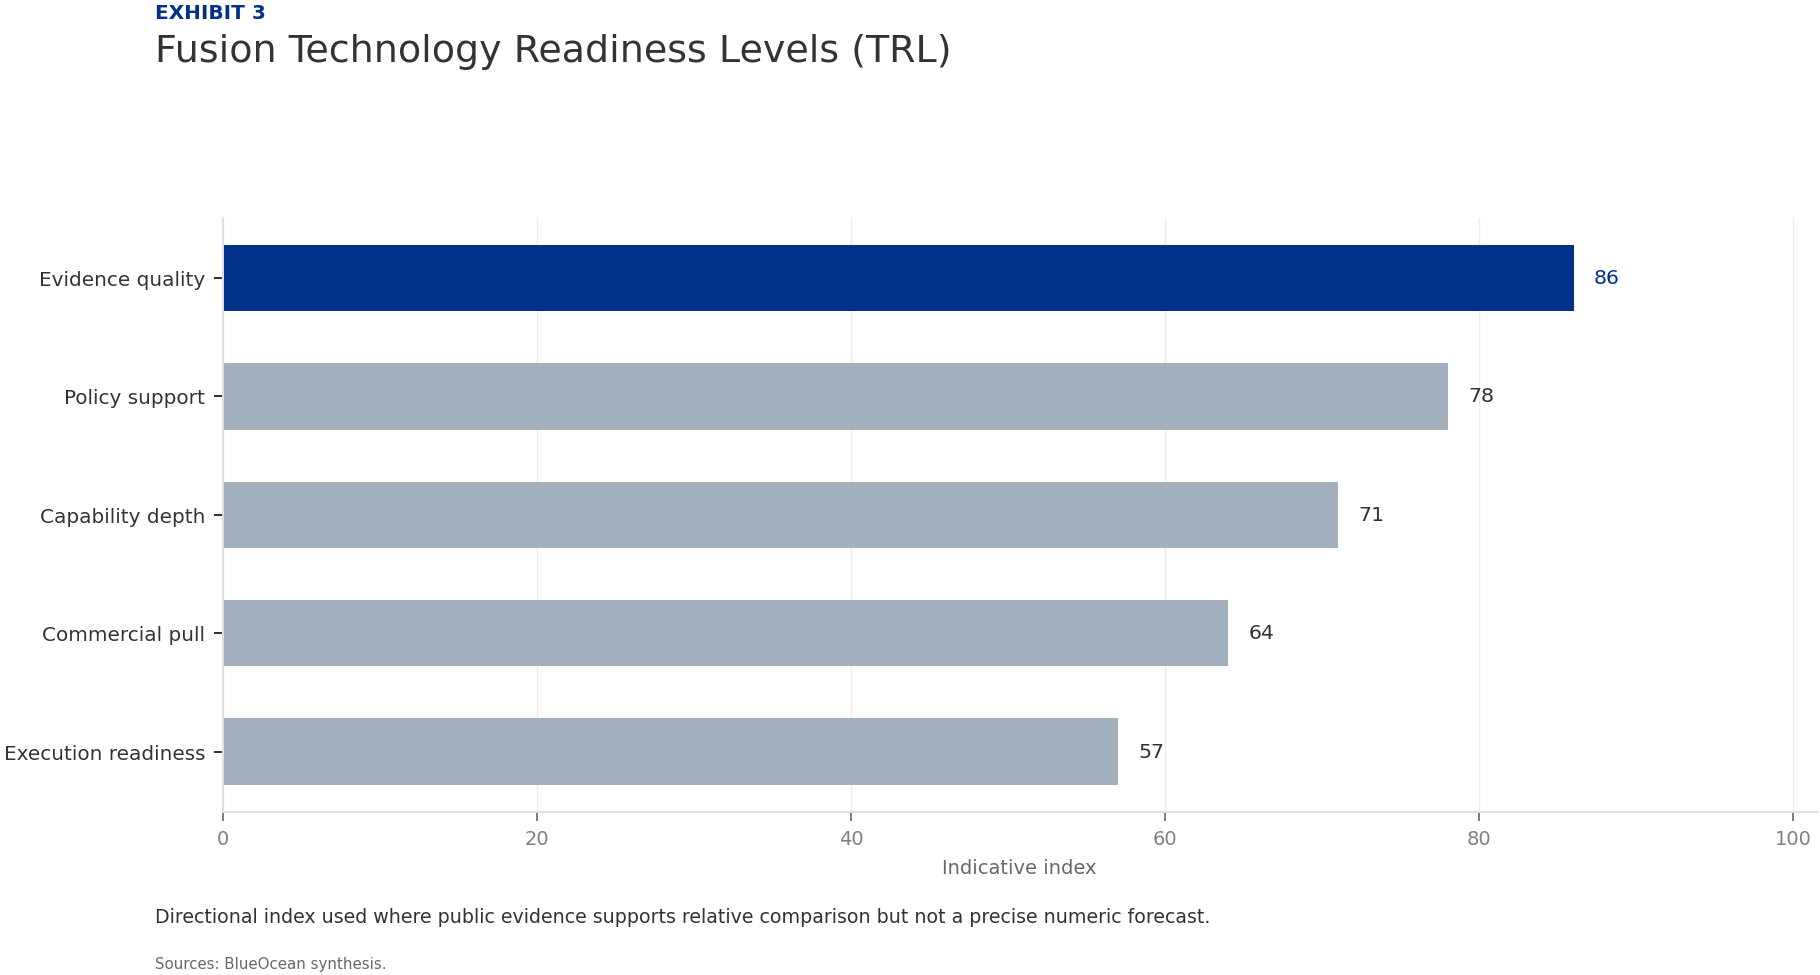 EXHIBIT 3
Fusion Technology Readiness Levels (TRL)
Evidence quality 86
Policy support 78
Capability depth 71
Commercial pull 64
Execution readiness 57
0 20 40 60 80 100
Indicative index
Directional index used where public evidence supports relative comparison but not a precise numeric forecast.
Sources: BlueOcean synthesis.